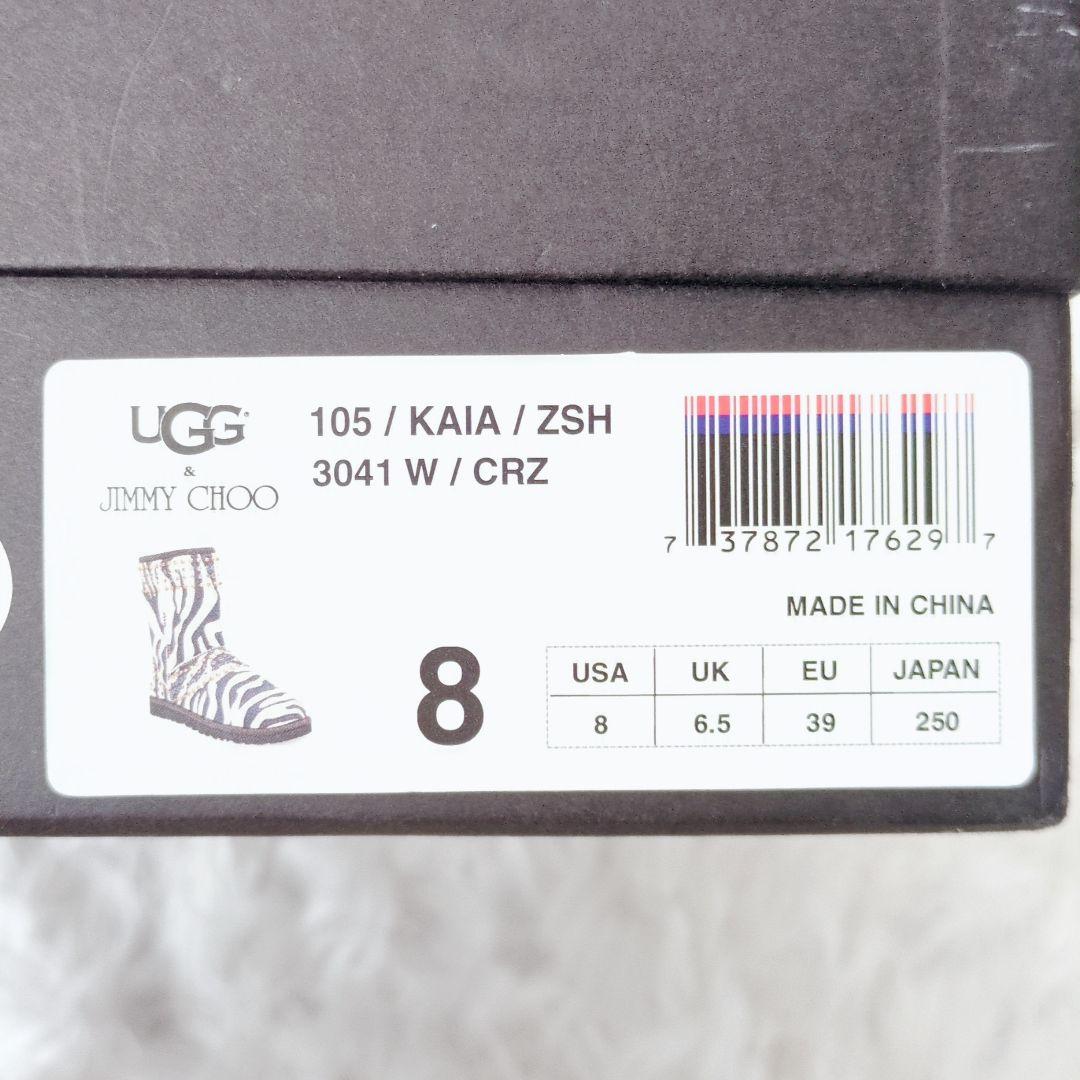 UGG®
&
JIMMY CHOO
105 / KAIA / ZSH
3041 W / CRZ
7 37872 17629 7
MADE IN CHINA
8
USA UK EU JAPAN
8 6.5 39 250